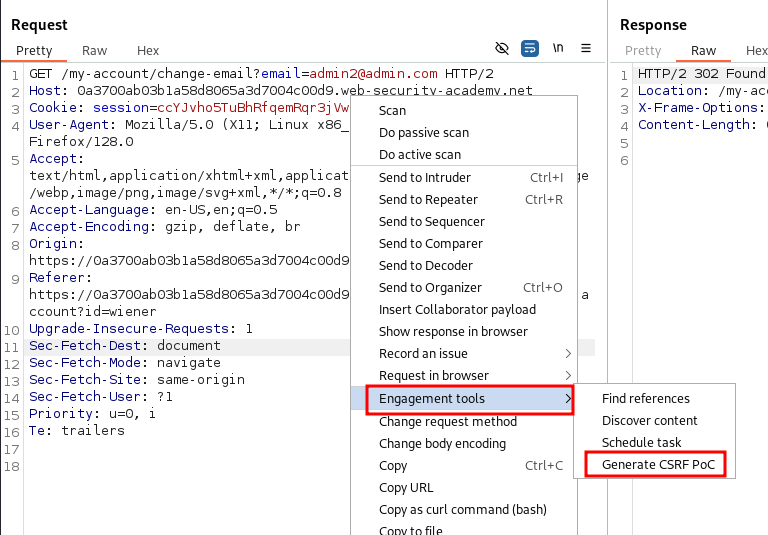 Request
Pretty Raw Hex
\n
1 GET /my-account/change-email?email=admin2@admin.com HTTP/2
2 Host: 0a3700ab03b1a58d8065a3d7004c00d9.web-security-academy.net
3 Cookie: session=ccYJvho5TuBhRfqemRqr3jVw
4 User-Agent: Mozilla/5.0 (X11; Linux x86_
Firefox/128.0
5 Accept:
text/html,application/xhtml+xml,applicat
/webp,image/png,image/svg+xml,*/*;q=0.8
6 Accept-Language: en-US,en;q=0.5
7 Accept-Encoding: gzip, deflate, br
8 Origin:
https://0a3700ab03b1a58d8065a3d7004c00d9
9 Referer:
https://0a3700ab03b1a58d8065a3d7004c00d9
ccount?id=wiener
10 Upgrade-Insecure-Requests: 1
11 Sec-Fetch-Dest: document
12 Sec-Fetch-Mode: navigate
13 Sec-Fetch-Site: same-origin
14 Sec-Fetch-User: ?1
15 Priority: u=0, i
16 Te: trailers
17
18
ge
a
Scan
Do passive scan
Do active scan
Send to Intruder Ctrl+I
Send to Repeater Ctrl+R
Send to Sequencer
Send to Comparer
Send to Decoder
Send to Organizer Ctrl+O
Insert Collaborator payload
Show response in browser
Record an issue
Request in browser
Engagement tools
Change request method
Change body encoding
Copy Ctrl+C
Copy URL
Copy as curl command (bash)
Copy to file
Find references
Discover content
Schedule task
Generate CSRF PoC
Response
Pretty Raw Hex
1 HTTP/2 302 Found
2 Location: /my-acc
3 X-Frame-Options:
4 Content-Length:
5
6